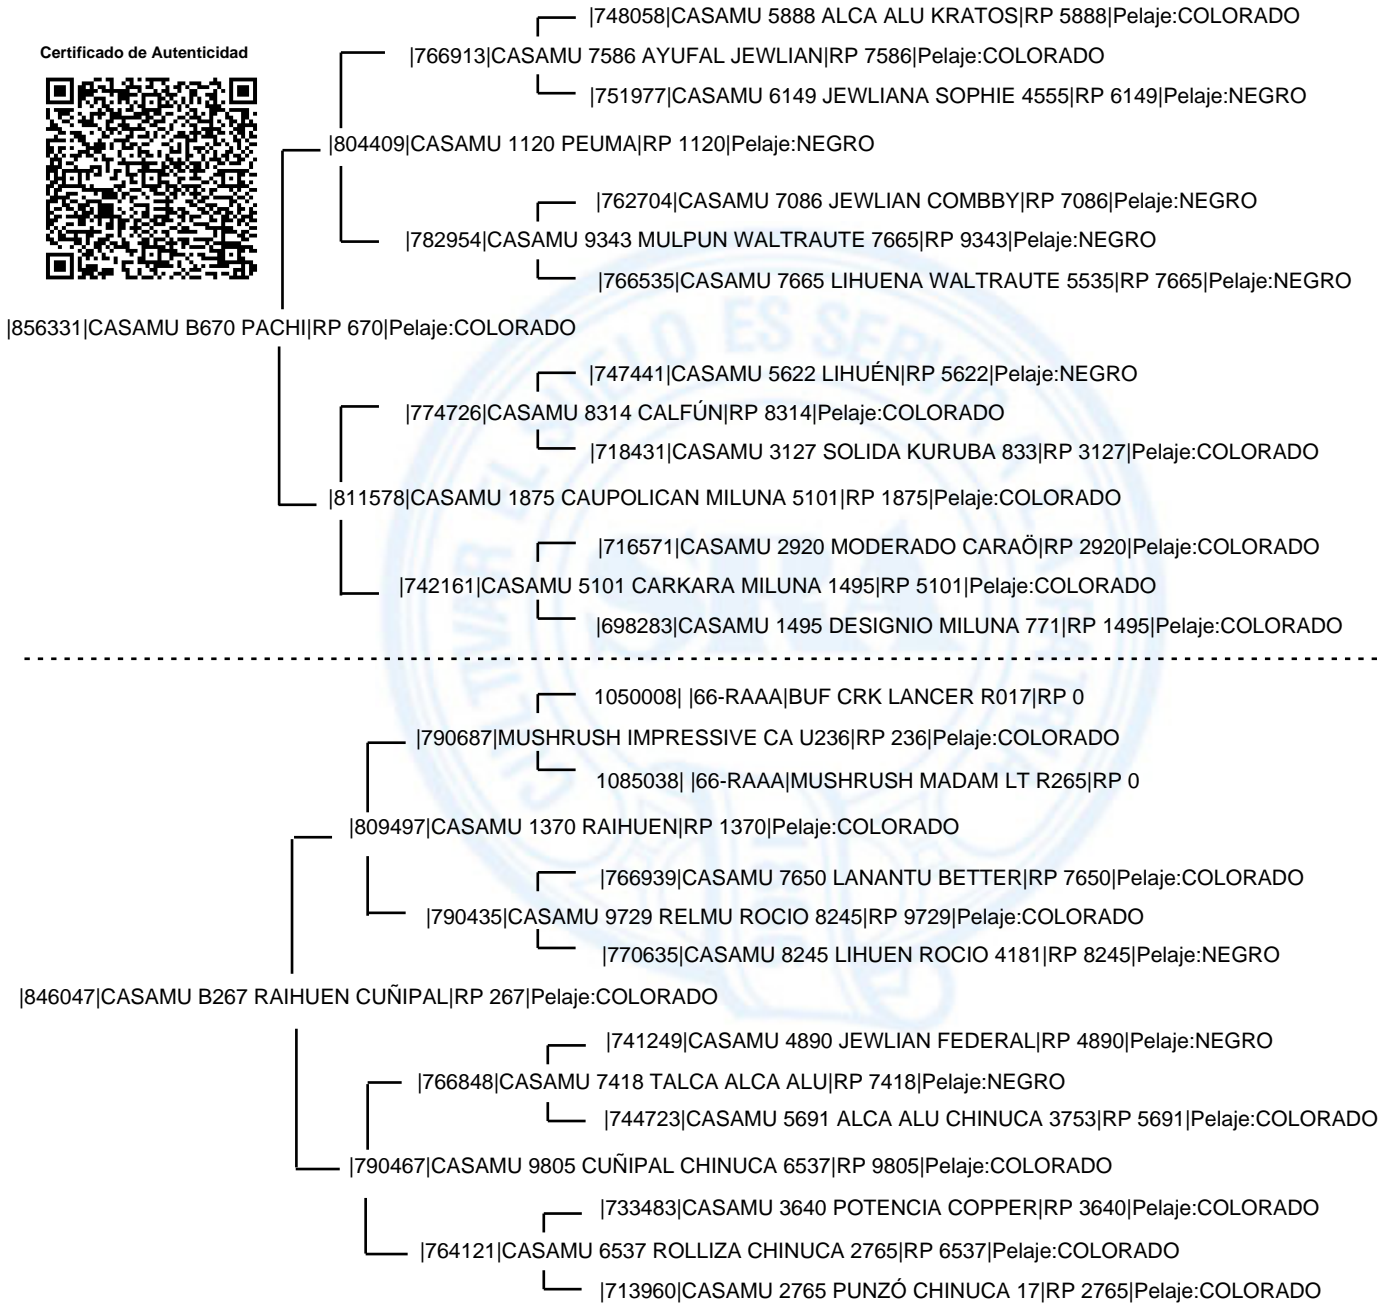 |748058|CASAMU 5888 ALCA ALU KRATOS|RP 5888|Pelaje:COLORADO
Certificado de Autenticidad
|766913|CASAMU 7586 AYUFAL JEWLIAN|RP 7586|Pelaje:COLORADO
|751977|CASAMU 6149 JEWLIANA SOPHIE 4555|RP 6149|Pelaje:NEGRO
|804409|CASAMU 1120 PEUMA|RP 1120|Pelaje:NEGRO
|762704|CASAMU 7086 JEWLIAN COMBBY|RP 7086|Pelaje:NEGRO
|782954|CASAMU 9343 MULPUN WALTRAUTE 7665|RP 9343|Pelaje:NEGRO
|766535|CASAMU 7665 LIHUENA WALTRAUTE 5535|RP 7665|Pelaje:NEGRO
|856331|CASAMU B670 PACHI|RP 670|Pelaje:COLORADO
|747441|CASAMU 5622 LIHUÉN|RP 5622|Pelaje:NEGRO
|774726|CASAMU 8314 CALFÚN|RP 8314|Pelaje:COLORADO
|718431|CASAMU 3127 SOLIDA KURUBA 833|RP 3127|Pelaje:COLORADO
|811578|CASAMU 1875 CAUPOLICAN MILUNA 5101|RP 1875|Pelaje:COLORADO
|716571|CASAMU 2920 MODERADO CARAÖ|RP 2920|Pelaje:COLORADO
|742161|CASAMU 5101 CARKARA MILUNA 1495|RP 5101|Pelaje:COLORADO
|698283|CASAMU 1495 DESIGNIO MILUNA 771|RP 1495|Pelaje:COLORADO
1050008| |66-RAAA|BUF CRK LANCER R017|RP 0
|790687|MUSHRUSH IMPRESSIVE CA U236|RP 236|Pelaje:COLORADO
1085038| |66-RAAA|MUSHRUSH MADAM LT R265|RP 0
|809497|CASAMU 1370 RAIHUEN|RP 1370|Pelaje:COLORADO
|766939|CASAMU 7650 LANANTU BETTER|RP 7650|Pelaje:COLORADO
|790435|CASAMU 9729 RELMU ROCIO 8245|RP 9729|Pelaje:COLORADO
|770635|CASAMU 8245 LIHUEN ROCIO 4181|RP 8245|Pelaje:NEGRO
|846047|CASAMU B267 RAIHUEN CUÑIPAL|RP 267|Pelaje:COLORADO
|741249|CASAMU 4890 JEWLIAN FEDERAL|RP 4890|Pelaje:NEGRO
|766848|CASAMU 7418 TALCA ALCA ALU|RP 7418|Pelaje:NEGRO
|744723|CASAMU 5691 ALCA ALU CHINUCA 3753|RP 5691|Pelaje:COLORADO
|790467|CASAMU 9805 CUÑIPAL CHINUCA 6537|RP 9805|Pelaje:COLORADO
|733483|CASAMU 3640 POTENCIA COPPER|RP 3640|Pelaje:COLORADO
|764121|CASAMU 6537 ROLLIZA CHINUCA 2765|RP 6537|Pelaje:COLORADO
|713960|CASAMU 2765 PUNZÓ CHINUCA 17|RP 2765|Pelaje:COLORADO
CULTIVAR EL SUELO ES SERVIR A LA PATRIA
SRA
1866